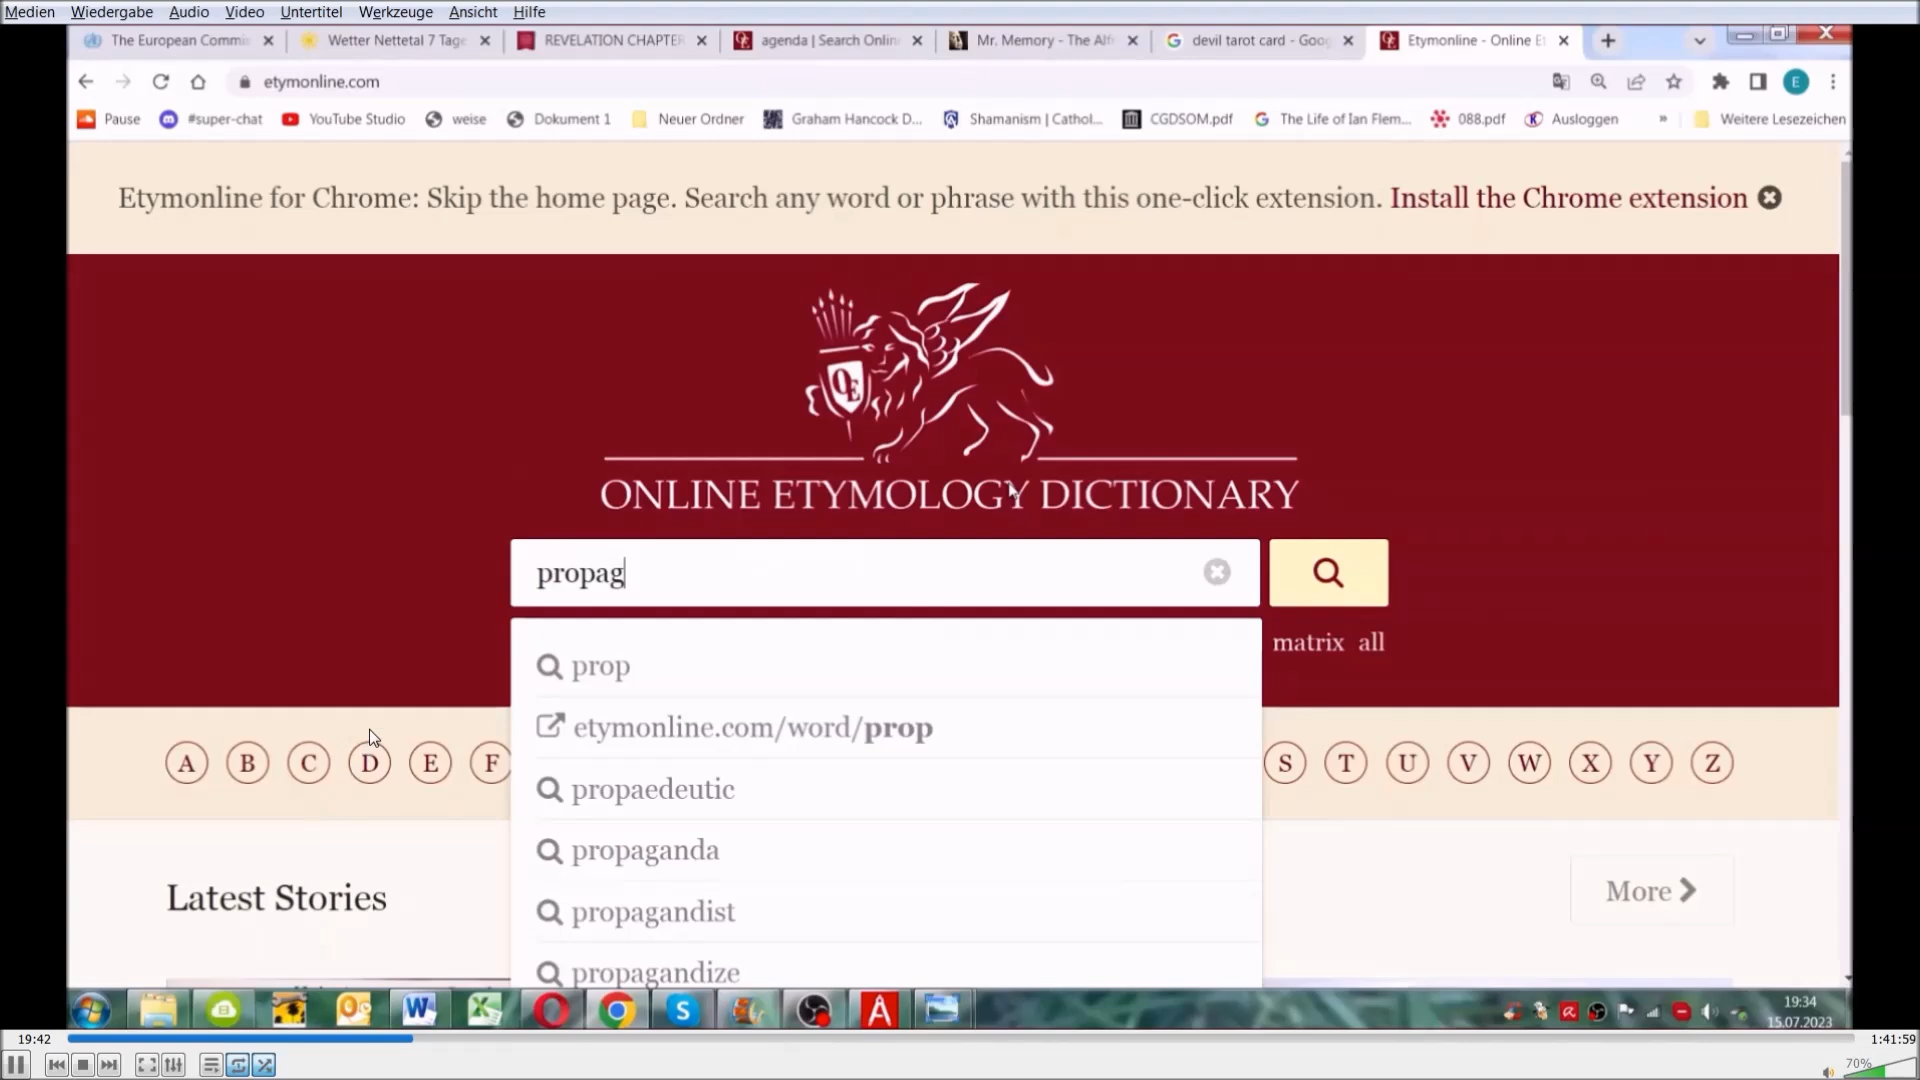 Medien Wiedergabe Audio Video Untertitel Werkzeuge Ansicht Hilfe
The European Commis Wetter Nettetal 7 Tage REVELATION CHAPTER agenda | Search Online Mr. Memory - The Alf devil tarot card - Goog Etymonline - Online Et
etymonline.com E
Pause #super-chat YouTube Studio weise Dokument 1 Neuer Ordner Graham Hancock D... Shamanism | Cathol... CGDSOM.pdf The Life of Ian Flem... 088.pdf Ausloggen » Weitere Lesezeichen
Etymonline for Chrome: Skip the home page. Search any word or phrase with this one-click extension. Install the Chrome extension
OE
ONLINE ETYMOLOGY DICTIONARY
propag
matrix all
prop
etymonline.com/word/prop
propaedeutic
propaganda
propagandist
propagandize
A B C D E F S T U V W X Y Z
Latest Stories
More
19:34
15.07.2023
19:42 1:41:59
70%